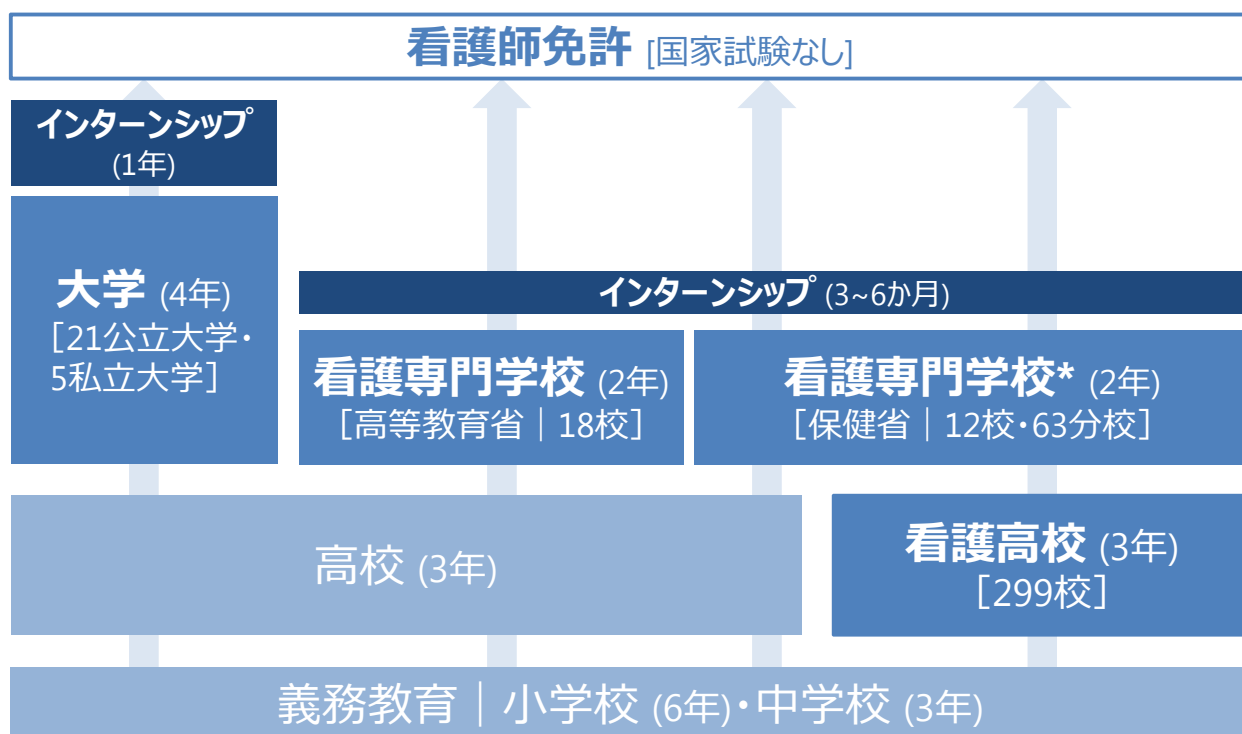 看護師免許 [国家試験なし]
インターンシップ
(1年)
大学 (4年)
［21公立大学・
5私立大学］
インターンシップ (3~6か月)
看護専門学校 (2年)
［高等教育省｜18校］
看護専門学校* (2年)
［保健省｜12校・63分校］
高校 (3年)
看護高校 (3年)
［299校］
義務教育｜小学校 (6年)・中学校 (3年)